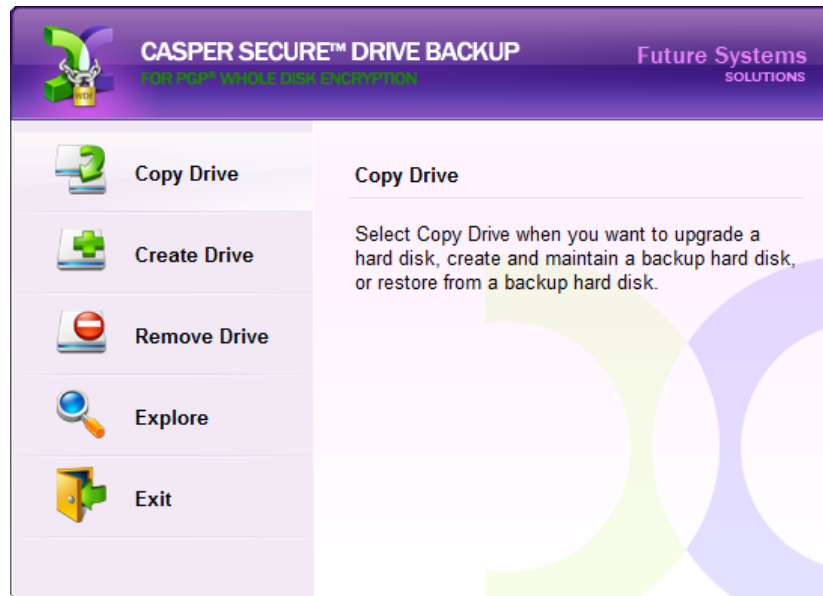 CASPER SECURE™ DRIVE BACKUP
FOR PGP® WHOLE DISK ENCRYPTION
Future Systems
SOLUTIONS
WDE
Copy Drive
Create Drive
Remove Drive
Explore
Exit
Copy Drive
Select Copy Drive when you want to upgrade a
hard disk, create and maintain a backup hard disk,
or restore from a backup hard disk.